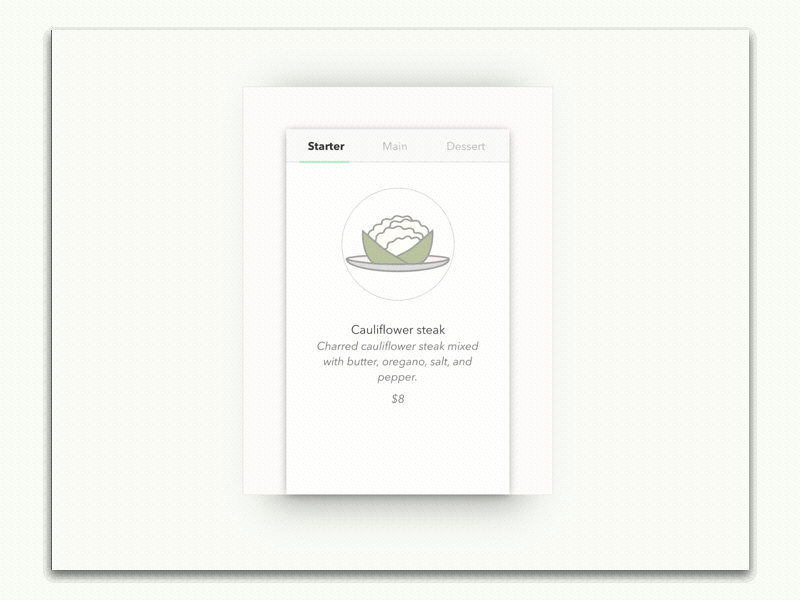 Starter Main Dessert
Cauliflower steak
Charred cauliflower steak mixed
with butter, oregano, salt, and
pepper.
$8